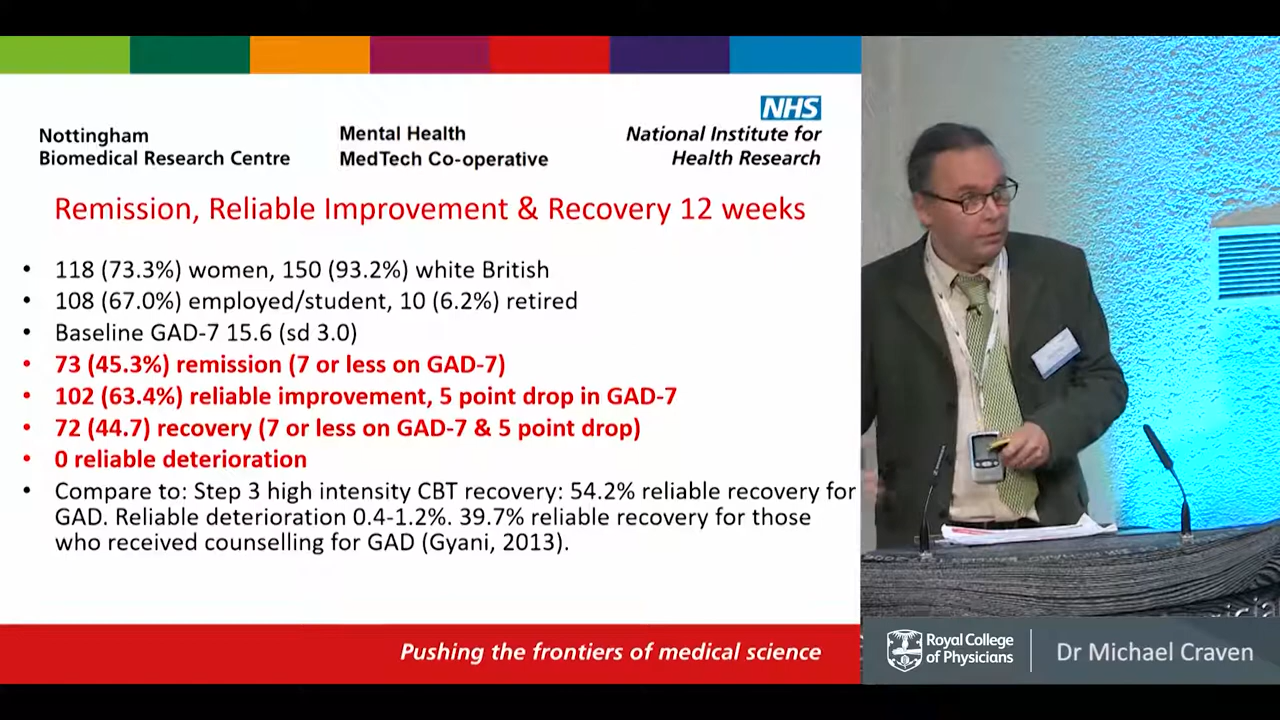 Nottingham
Biomedical Research Centre
Mental Health
MedTech Co-operative
NHS
National Institute for
Health Research
Remission, Reliable Improvement & Recovery 12 weeks
• 118 (73.3%) women, 150 (93.2%) white British
• 108 (67.0%) employed/student, 10 (6.2%) retired
• Baseline GAD-7 15.6 (sd 3.0)
• 73 (45.3%) remission (7 or less on GAD-7)
• 102 (63.4%) reliable improvement, 5 point drop in GAD-7
• 72 (44.7) recovery (7 or less on GAD-7 & 5 point drop)
• 0 reliable deterioration
• Compare to: Step 3 high intensity CBT recovery: 54.2% reliable recovery for
GAD. Reliable deterioration 0.4-1.2%. 39.7% reliable recovery for those
who received counselling for GAD (Gyani, 2013).
Pushing the frontiers of medical science
Royal College
of Physicians
Dr Michael Craven